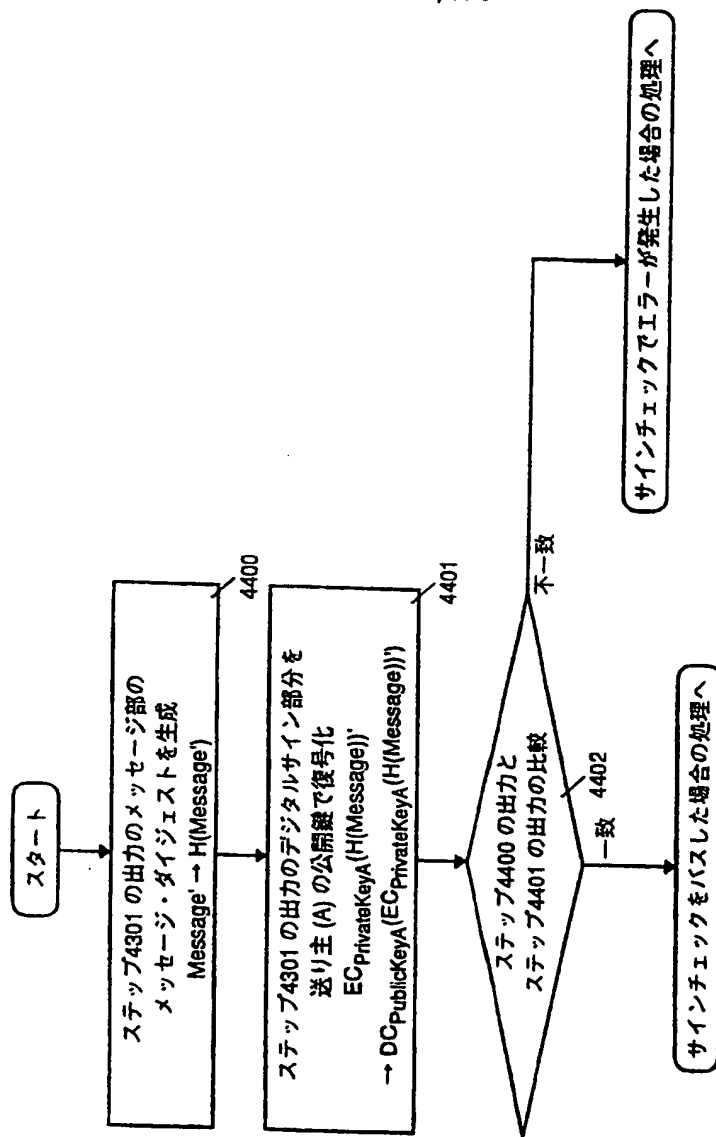 スタート
ステップ4301 の出力のメッセージ部の
メッセージ・ダイジェストを生成
Message' → H(Message')
4400
ステップ4301 の出力のデジタルサイン部分を
送り主 (A) の公開鍵で復号化
ECPrivateKeyA(H(Message))'
→ DCPublicKeyA(ECPrivateKeyA(H(Message))')
4401
ステップ4400 の出力と
ステップ4401 の出力の比較
4402
不一致
一致
サインチェックでエラーが発生した場合の処理へ
サインチェックをパスした場合の処理へ